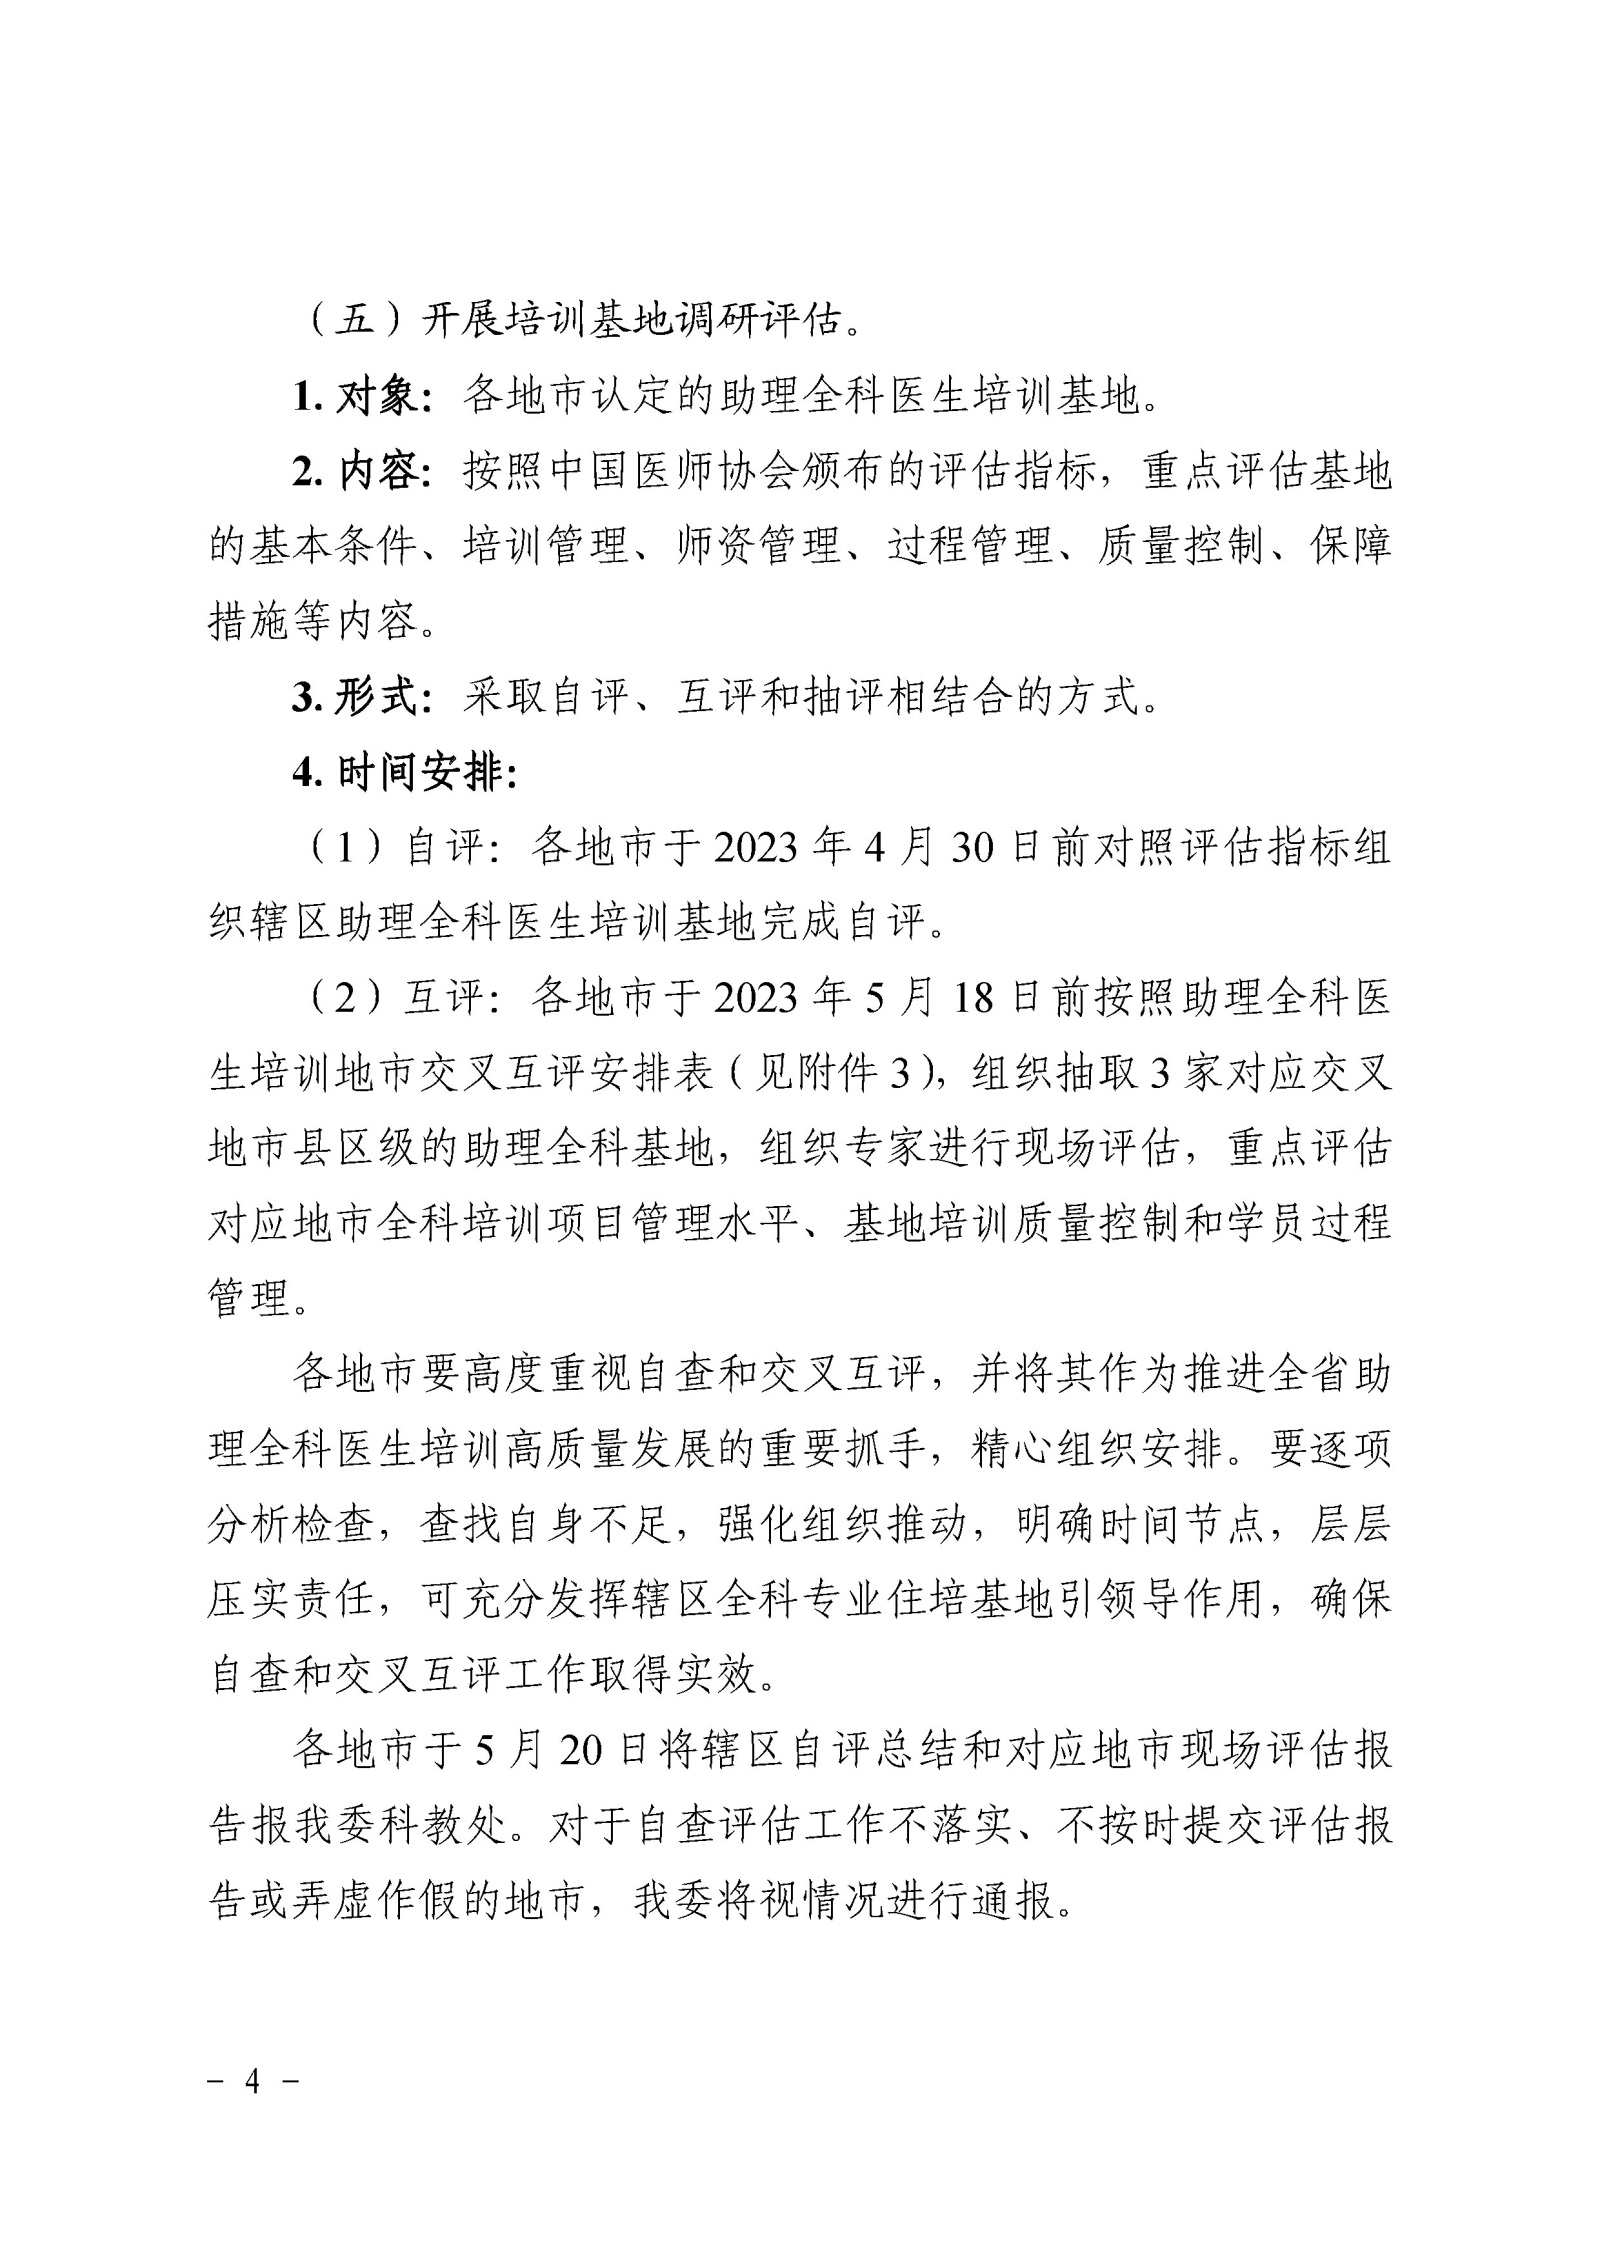 （五）开展培训基地调研评估。
1. 对象：各地市认定的助理全科医生培训基地。
2. 内容：按照中国医师协会颁布的评估指标，重点评估基地
的基本条件、培训管理、师资管理、过程管理、质量控制、保障
措施等内容。
3. 形式：采取自评、互评和抽评相结合的方式。
4. 时间安排：
（1）自评：各地市于 2023 年 4 月 30 日前对照评估指标组
织辖区助理全科医生培训基地完成自评。
（2）互评：各地市于 2023 年 5 月 18 日前按照助理全科医
生培训地市交叉互评安排表（见附件 3），组织抽取 3 家对应交叉
地市县区级的助理全科基地，组织专家进行现场评估，重点评估
对应地市全科培训项目管理水平、基地培训质量控制和学员过程
管理。
各地市要高度重视自查和交叉互评，并将其作为推进全省助
理全科医生培训高质量发展的重要抓手，精心组织安排。要逐项
分析检查，查找自身不足，强化组织推动，明确时间节点，层层
压实责任，可充分发挥辖区全科专业住培基地引领导作用，确保
自查和交叉互评工作取得实效。
各地市于 5 月 20 日将辖区自评总结和对应地市现场评估报
告报我委科教处。对于自查评估工作不落实、不按时提交评估报
告或弄虚作假的地市，我委将视情况进行通报。
- 4 -